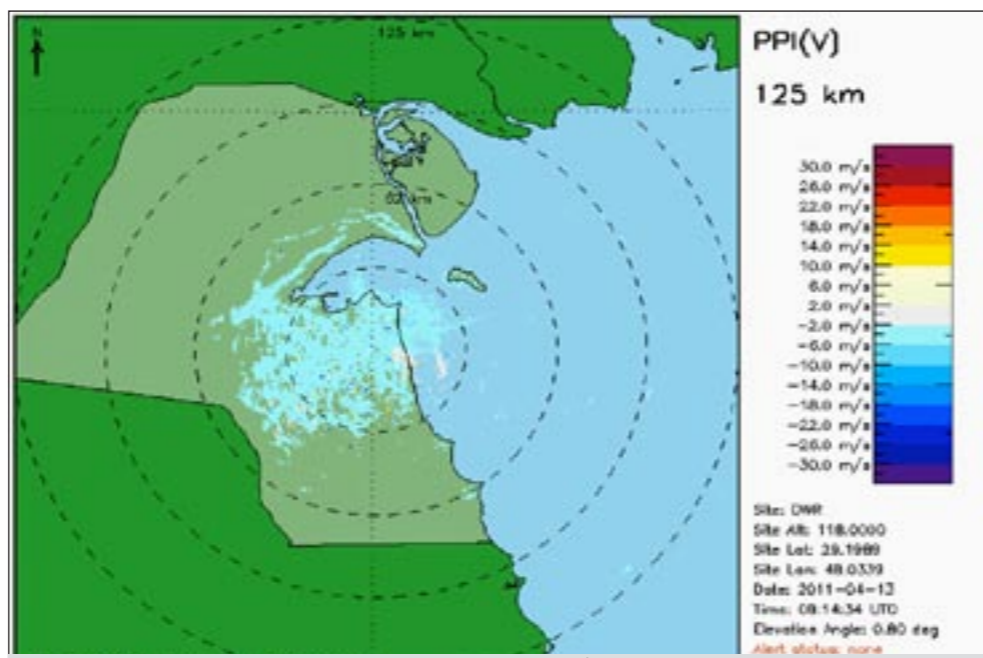 N
125 km
62 km
PPI(V)
125 km
30.0 m/s
26.0 m/s
22.0 m/s
18.0 m/s
14.0 m/s
10.0 m/s
6.0 m/s
2.0 m/s
-2.0 m/s
-6.0 m/s
-10.0 m/s
-14.0 m/s
-18.0 m/s
-22.0 m/s
-26.0 m/s
-30.0 m/s
Site: DWR
Site Alt: 118.0000
Site Lat: 29.1989
Site Lon: 48.0339
Date: 2011-04-13
Time: 08:14:34 UTC
Elevation Angle: 0.80 deg
Alert status: none